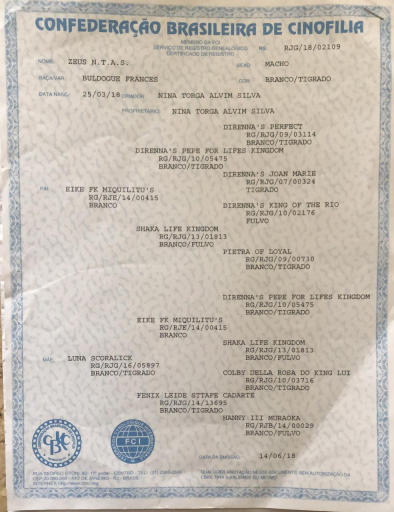 CONFEDERAÇÃO BRASILEIRA DE CINOFILIA
MEMBRO DA FCI
SERVIÇO DE REGISTRO GENEALÓGICO
CERTIFICADO DE REGISTRO
RG: RJG/18/02109
NOME: ZEUS N.T.A.S. SEXO: MACHO
RAÇA/VAR: BULLDOGUE FRANCES COR: BRANCO/TIGRADO
DATA NASC: 25/03/18 CRIADOR: NINA TORGA ALVIM SILVA
PROPRIETÁRIO: NINA TORGA ALVIM SILVA
DIRENNA'S PERFECT
RG/RJG/09/03114
BRANCO/TIGRADO
DIRENNA'S PEPE FOR LIFES KINGDOM
RG/RJG/10/05475
BRANCO/TIGRADO
DIRENNA'S JOAN MARIE
RG/RJG/07/00324
TIGRADO
PAI: EIKE FK MIQUILITU'S
RG/RJE/14/00415
BRANCO
DIRENNA'S KING OF THE RIO
RG/RJG/10/02176
FULVO
SHAKA LIFE KINGDOM
RG/RJG/13/01813
BRANCO/FULVO
PIETRA OF LOYAL
RG/RJG/09/00730
BRANCO/TIGRADO
DIRENNA'S PEPE FOR LIFES KINGDOM
RG/RJG/10/05475
BRANCO/TIGRADO
EIKE FK MIQUILITU'S
RG/RJE/14/00415
BRANCO
SHAKA LIFE KINGDOM
RG/RJG/13/01813
BRANCO/FULVO
MÃE: LUNA SCORALICK
RG/RJG/16/05897
BRANCO/TIGRADO
COLBY DELLA ROSA DO KING LUI
RG/RJG/10/03716
BRANCO/TIGRADO
FENIX LEIDE STTAFE CADARTE
RG/RJG/14/13695
BRANCO/TIGRADO
HANNY III MURAOKA
RG/RJB/14/00029
BRANCO/FULVO
CBKC
FCI
DATA DA EMISSÃO: 14/06/18